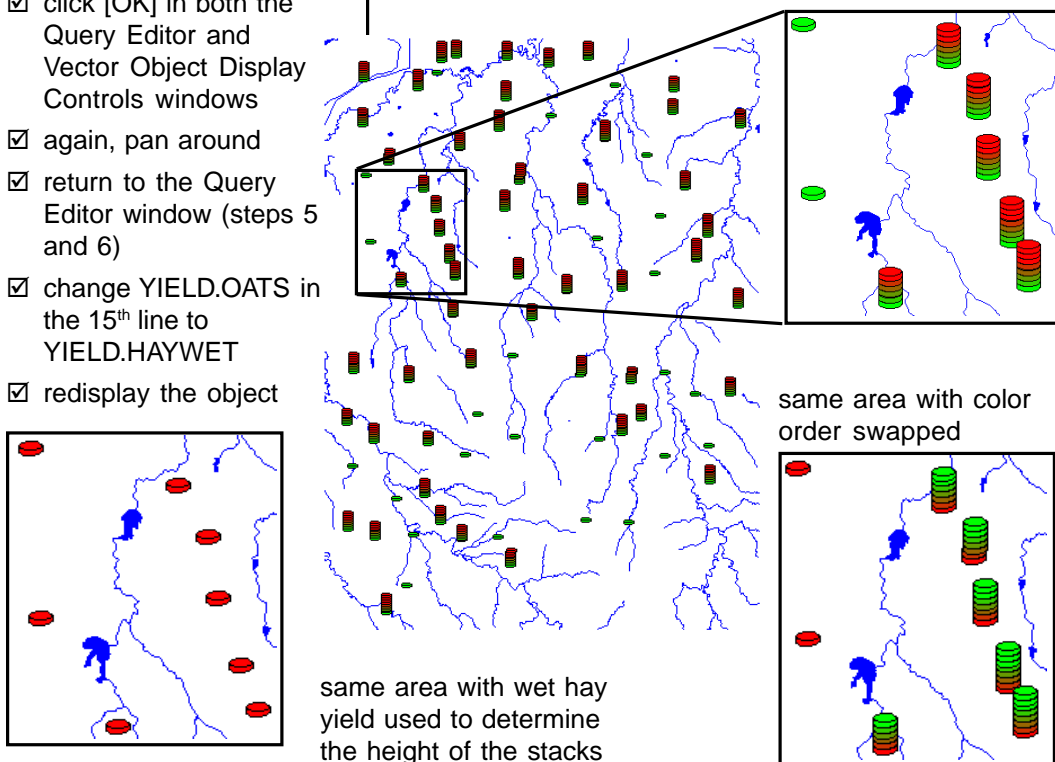 ☑ click [OK] in both the
Query Editor and
Vector Object Display
Controls windows
☑ again, pan around
☑ return to the Query
Editor window (steps 5
and 6)
☑ change YIELD.OATS in
the 15th line to
YIELD.HAYWET
☑ redisplay the object
same area with color
order swapped
same area with wet hay
yield used to determine
the height of the stacks